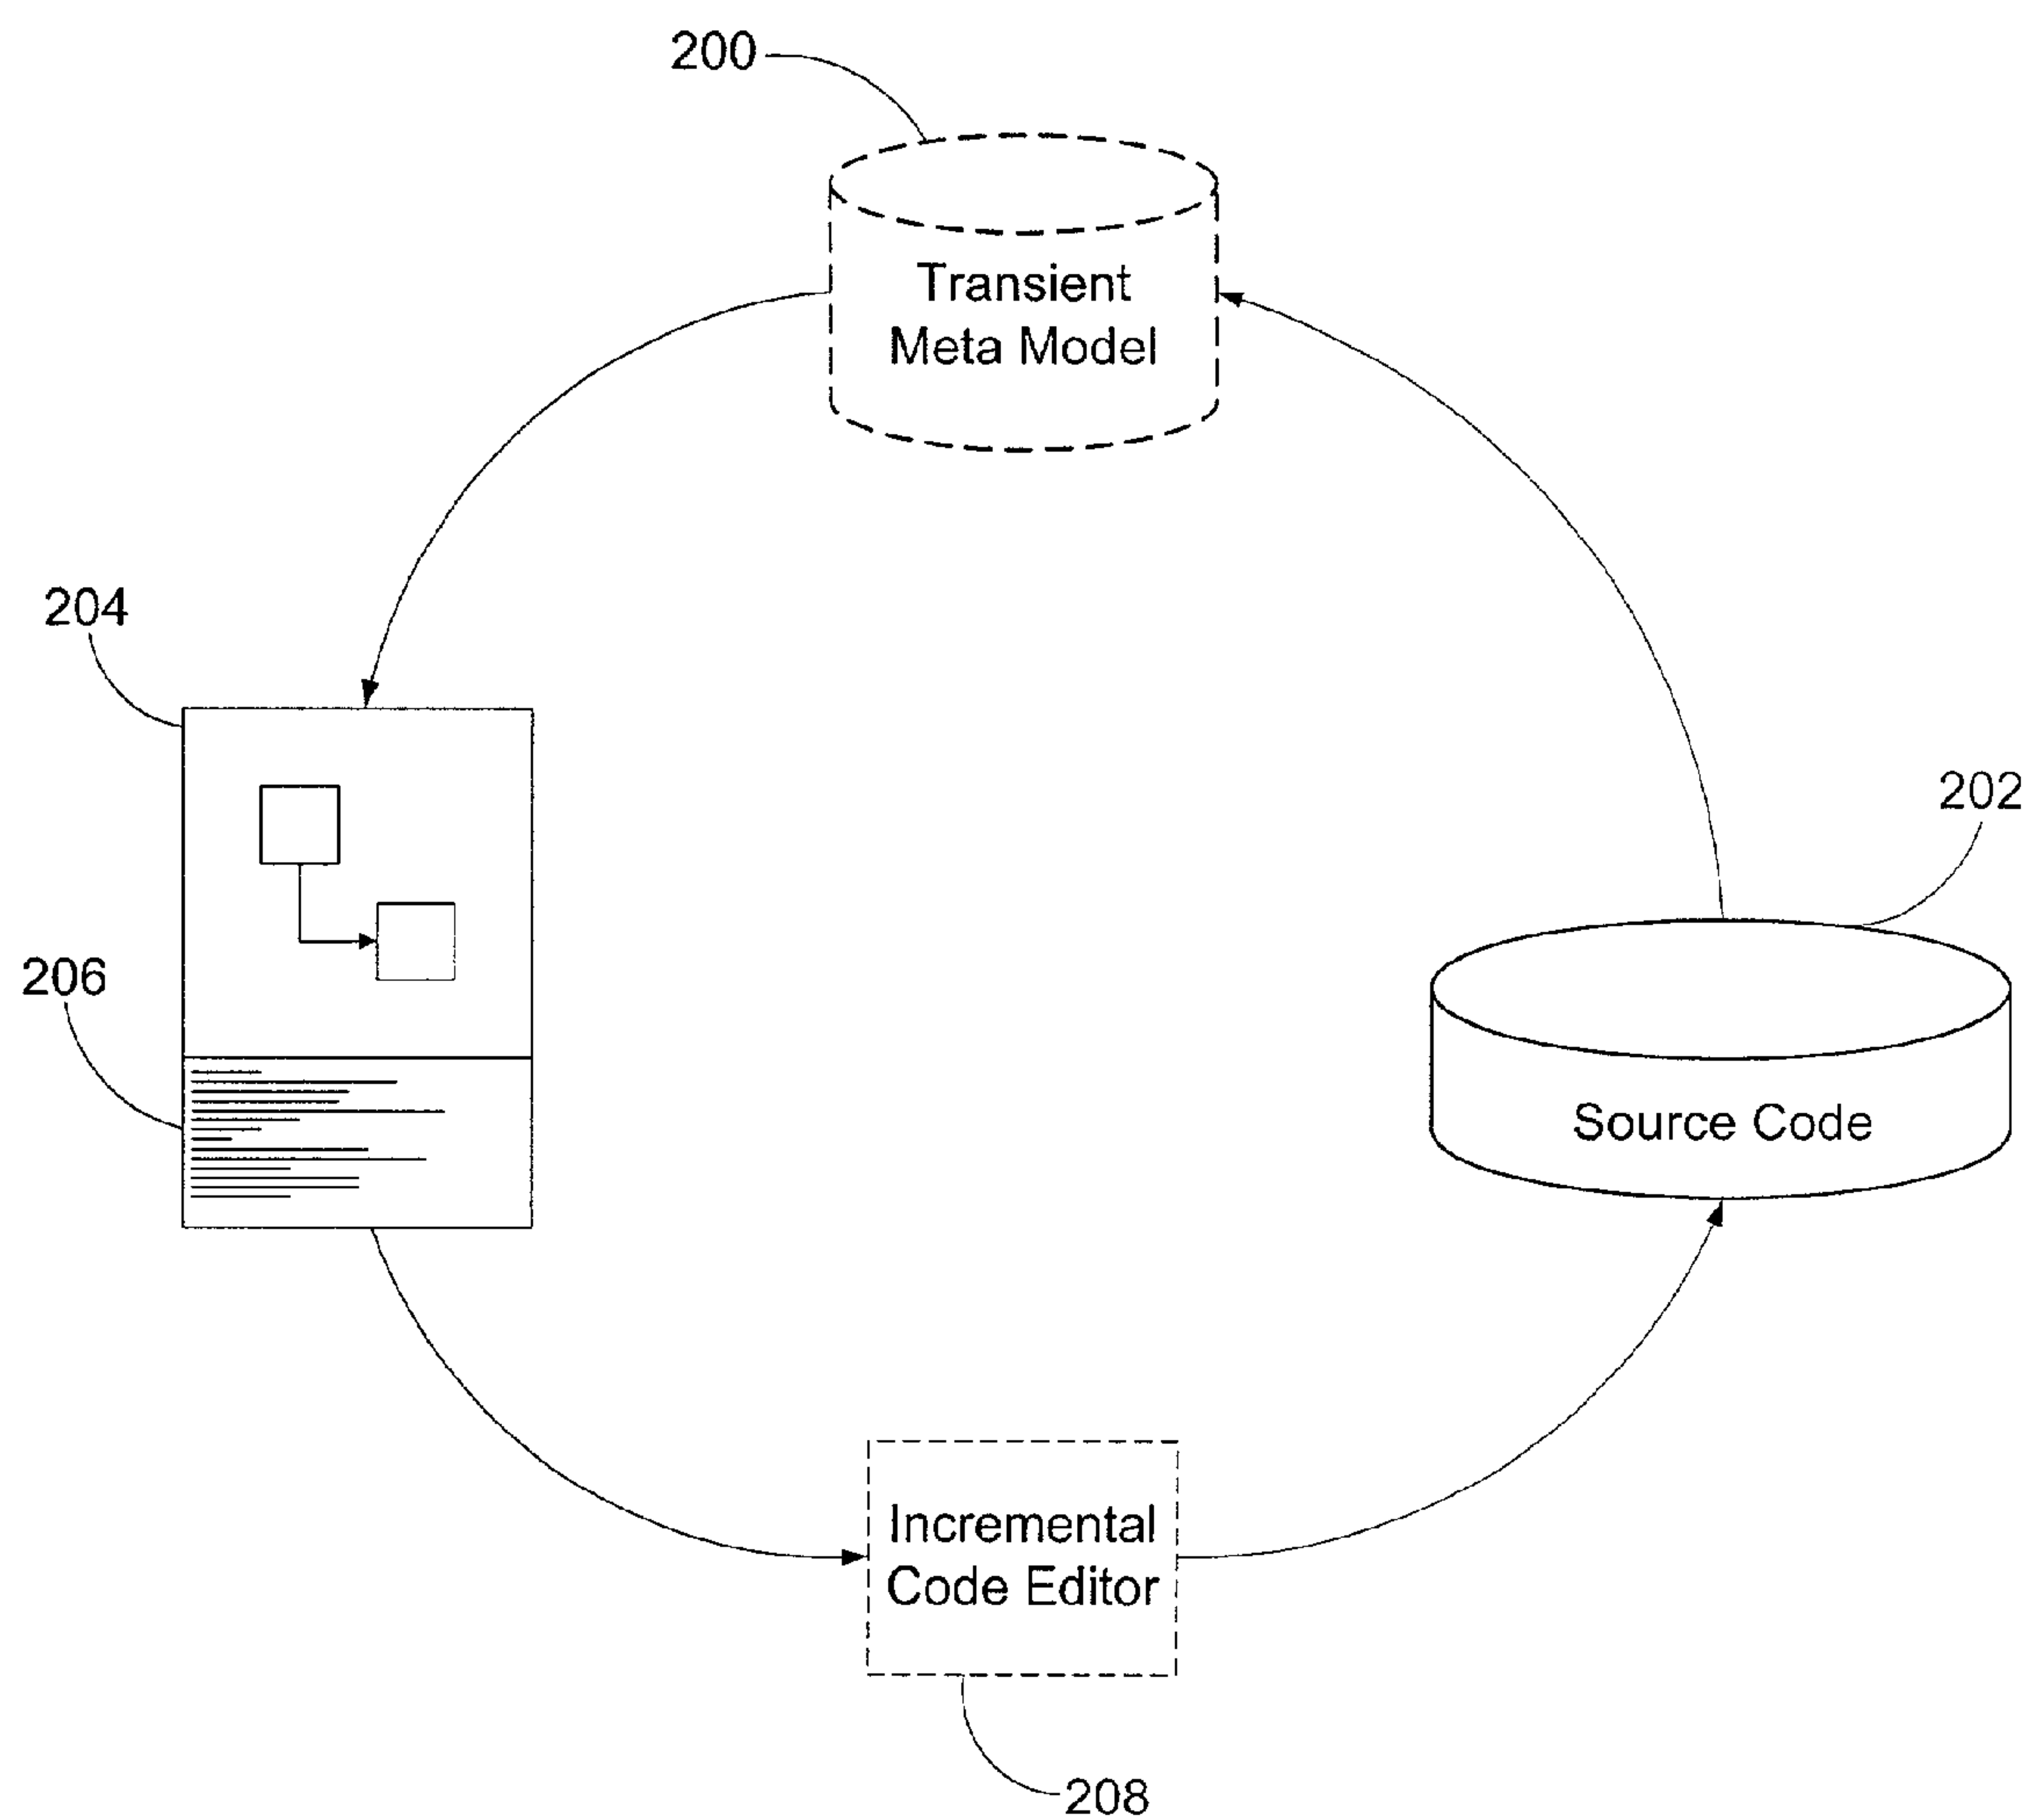 200
Transient
Meta Model
204
202
206
Source Code
Incremental
Code Editor
208